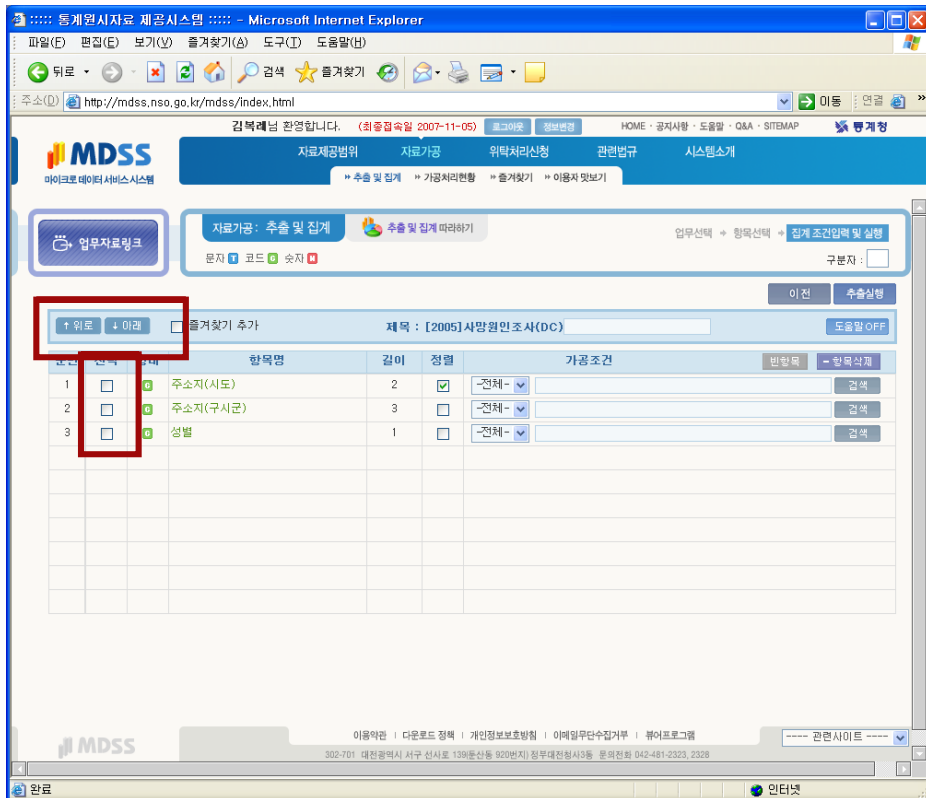 ::::: 통계원시자료 제공시스템 ::::: - Microsoft Internet Explorer
파일(F) 편집(E) 보기(V) 즐겨찾기(A) 도구(T) 도움말(H)
뒤로 검색 즐겨찾기
주소(D) http://mdss.nso.go.kr/mdss/index.html 이동 연결 »
김복례님 환영합니다. (최종접속일 2007-11-05) 로그아웃 정보변경 HOME · 공지사항 · 도움말 · Q&A · SITEMAP 통계청
MDSS
마이크로 데이터 서비스 시스템
자료제공범위 자료가공 위탁처리신청 관련법규 시스템소개
추출 및 집계 가공처리현황 즐겨찾기 이용자 맛보기
업무자료링크
자료가공 : 추출 및 집계 추출 및 집계 따라하기
업무선택 항목선택 집계 조건입력 및 실행
문자 T 코드 G 숫자 N
구분자 :
이전 추출실행
↑위로 ↓아래 즐겨찾기 추가 제목 : [2005]사망원인조사(DC) 도움말OFF
항목명 길이 정렬 가공조건 빈항목 -항목삭제
1 G 주소지(시도) 2 -전체- 검색
2 G 주소지(구시군) 3 -전체- 검색
3 G 성별 1 -전체- 검색
MDSS
이용약관 | 다운로드 정책 | 개인정보보호방침 | 이메일무단수집거부 | 뷰어프로그램
302-701 대전광역시 서구 선사로 139(둔산동 920번지) 정부대전청사3동 문의전화 042-481-2323, 2328
---- 관련사이트 ----
완료 인터넷